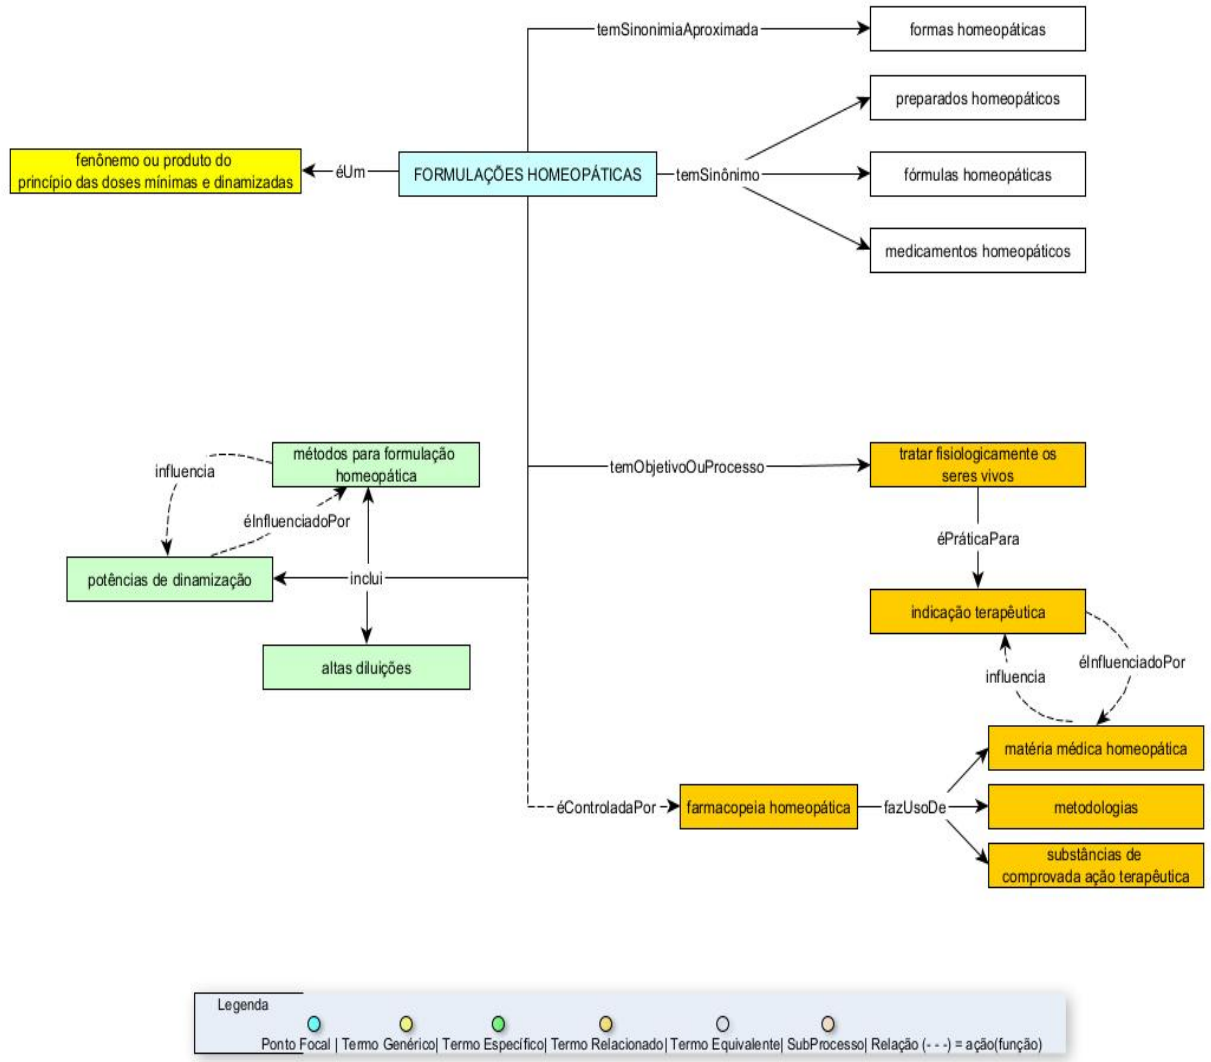 temSinonimiaAproximada
formas homeopáticas
preparados homeopáticos
fenônemo ou produto do
princípio das doses mínimas e dinamizadas
éUm
FORMULAÇÕES HOMEOPÁTICAS
temSinônimo
fórmulas homeopáticas
medicamentos homeopáticos
métodos para formulação
homeopática
influencia
temObjetivoOuProcesso
tratar fisiologicamente os
seres vivos
éInfluenciadoPor
éPráticaPara
potências de dinamização
inclui
indicação terapêutica
altas diluições
éInfluenciadoPor
influencia
matéria médica homeopática
éControladaPor
farmacopeia homeopática
fazUsoDe
metodologias
substâncias de
comprovada ação terapêutica
Legenda
Ponto Focal | Termo Genérico| Termo Específico| Termo Relacionado| Termo Equivalente| SubProcesso| Relação (- - -) = ação(função)